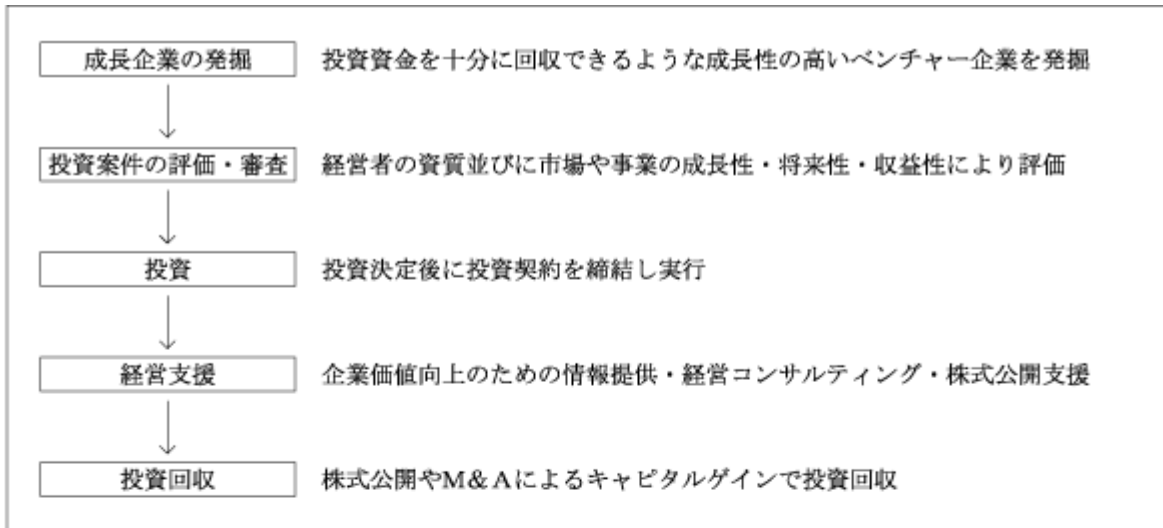 成長企業の発掘 投資資金を十分に回収できるような成長性の高いベンチャー企業を発掘
投資案件の評価・審査 経営者の資質並びに市場や事業の成長性・将来性・収益性により評価
投資 投資決定後に投資契約を締結し実行
経営支援 企業価値向上のための情報提供・経営コンサルティング・株式公開支援
投資回収 株式公開やM&Aによるキャピタルゲインで投資回収